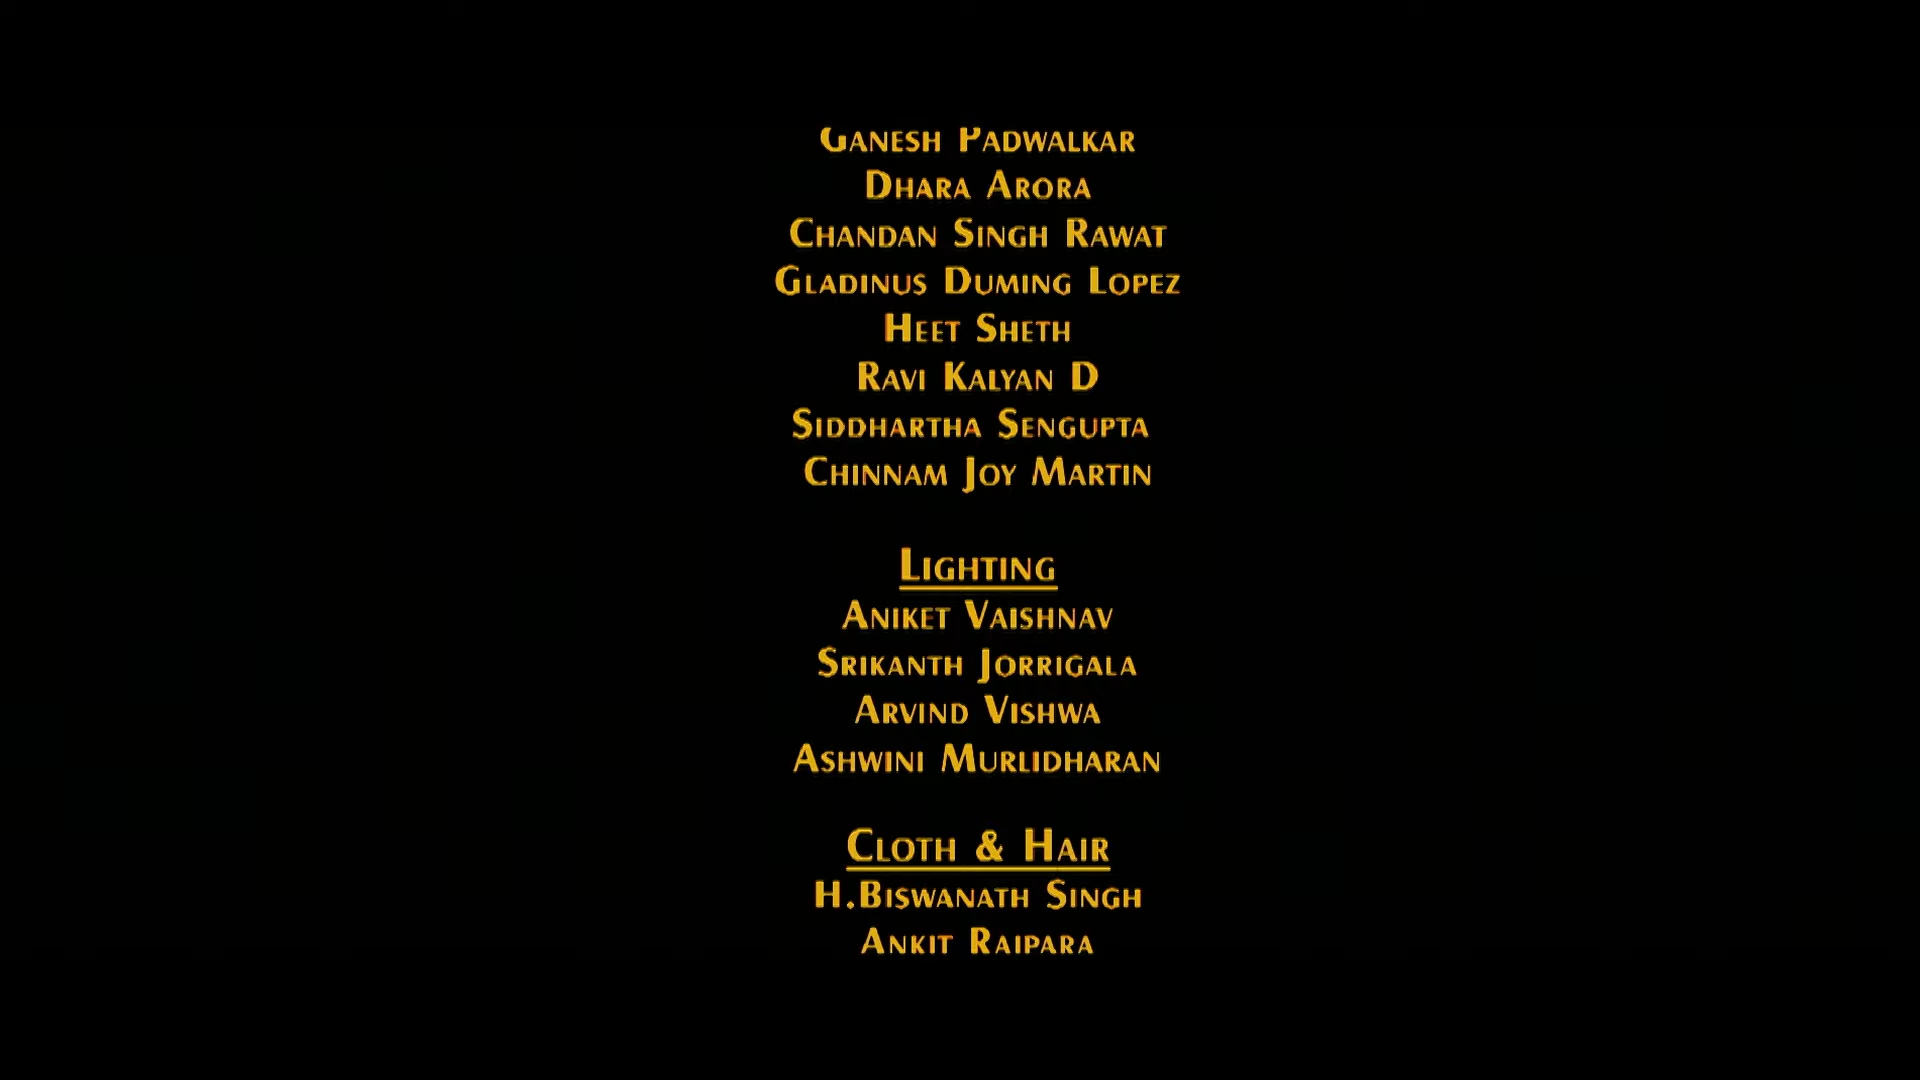 Ganesh Padwalkar
Dhara Arora
Chandan Singh Rawat
Gladinus Duming Lopez
Heet Sheth
Ravi Kalyan D
Siddhartha Sengupta
Chinnam Joy Martin
Lighting
Aniket Vaishnav
Srikanth Jorrigala
Arvind Vishwa
Ashwini Murlidharan
Cloth & Hair
H.Biswanath Singh
Ankit Raipara